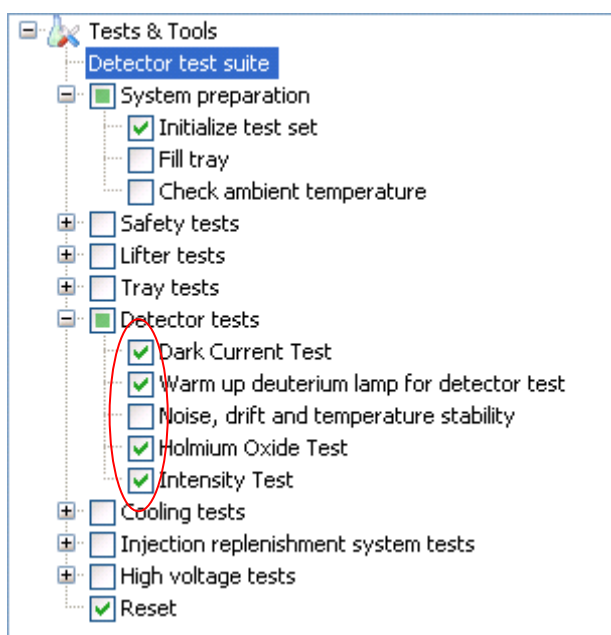 Tests & Tools
Detector test suite
System preparation
Initialize test set
Fill tray
Check ambient temperature
Safety tests
Lifter tests
Tray tests
Detector tests
Dark Current Test
Warm up deuterium lamp for detector test
Noise, drift and temperature stability
Holmium Oxide Test
Intensity Test
Cooling tests
Injection replenishment system tests
High voltage tests
Reset